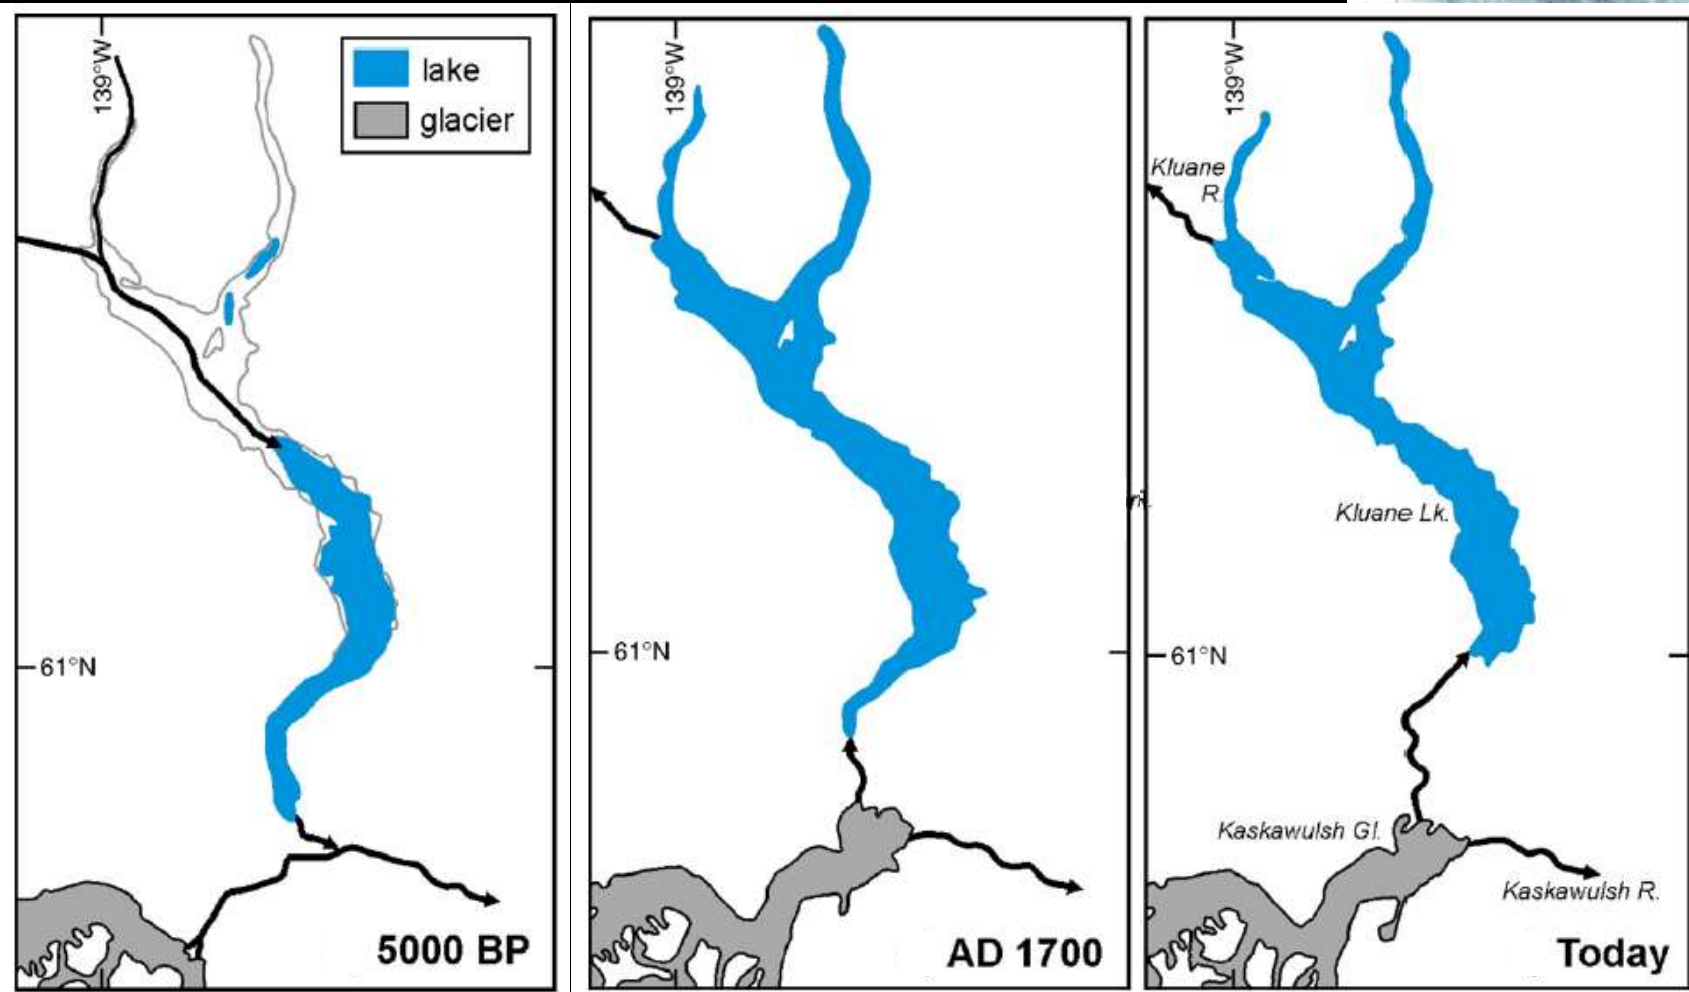 139°W
lake
glacier
61°N
5000 BP
139°W
61°N
AD 1700
139°W
Kluane
R.
Kluane Lk.
61°N
Kaskawulsh Gl.
Kaskawulsh R.
Today